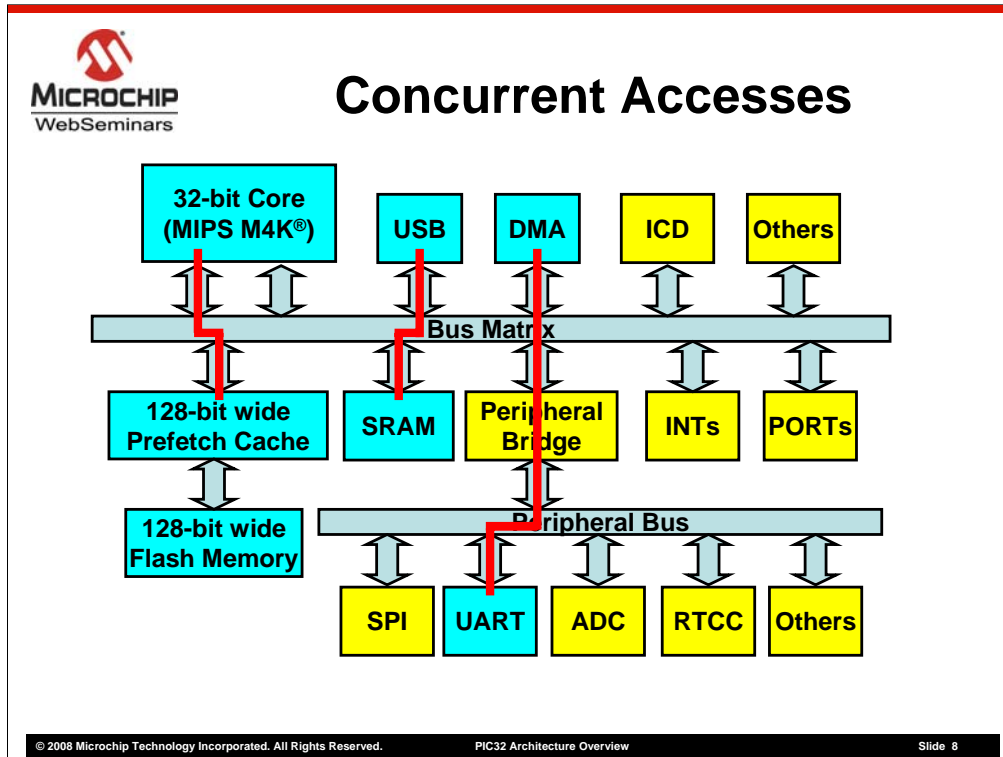 MICROCHIP
WebSeminars
Concurrent Accesses
32-bit Core
(MIPS M4K®)
USB
DMA
ICD
Others
Bus Matrix
128-bit wide
Prefetch Cache
SRAM
Peripheral
Bridge
INTs
PORTs
128-bit wide
Flash Memory
Peripheral Bus
SPI
UART
ADC
RTCC
Others
© 2008 Microchip Technology Incorporated. All Rights Reserved.
PIC32 Architecture Overview
Slide 8